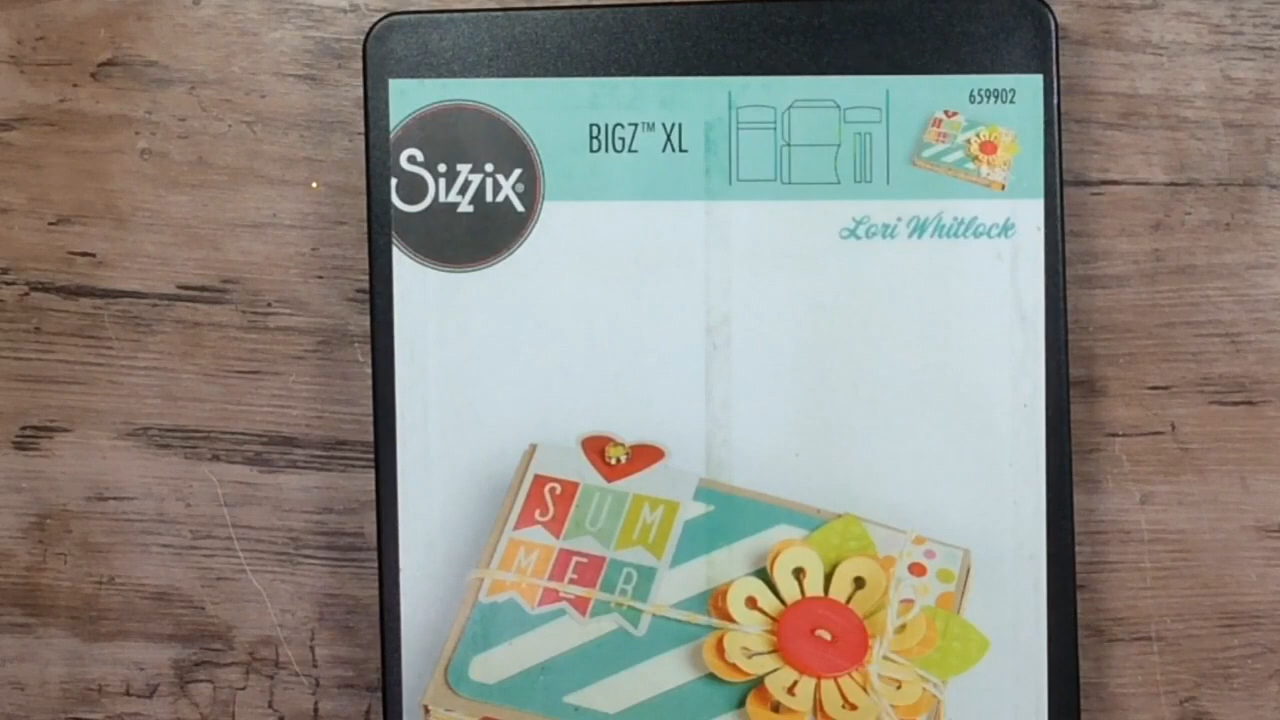 659902
BIGZ™ XL
Sizzix®
Lori Whitlock
SUM
MER